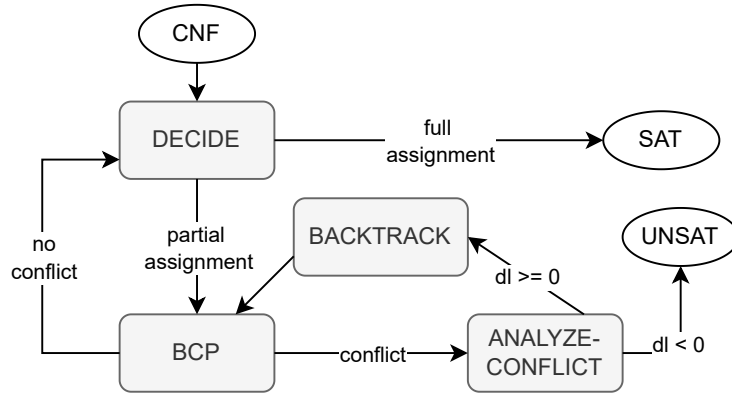 CNF
DECIDE
full
assignment
SAT
no
conflict
partial
assignment
BACKTRACK
UNSAT
dl >= 0
BCP
conflict
ANALYZE-
CONFLICT
dl < 0